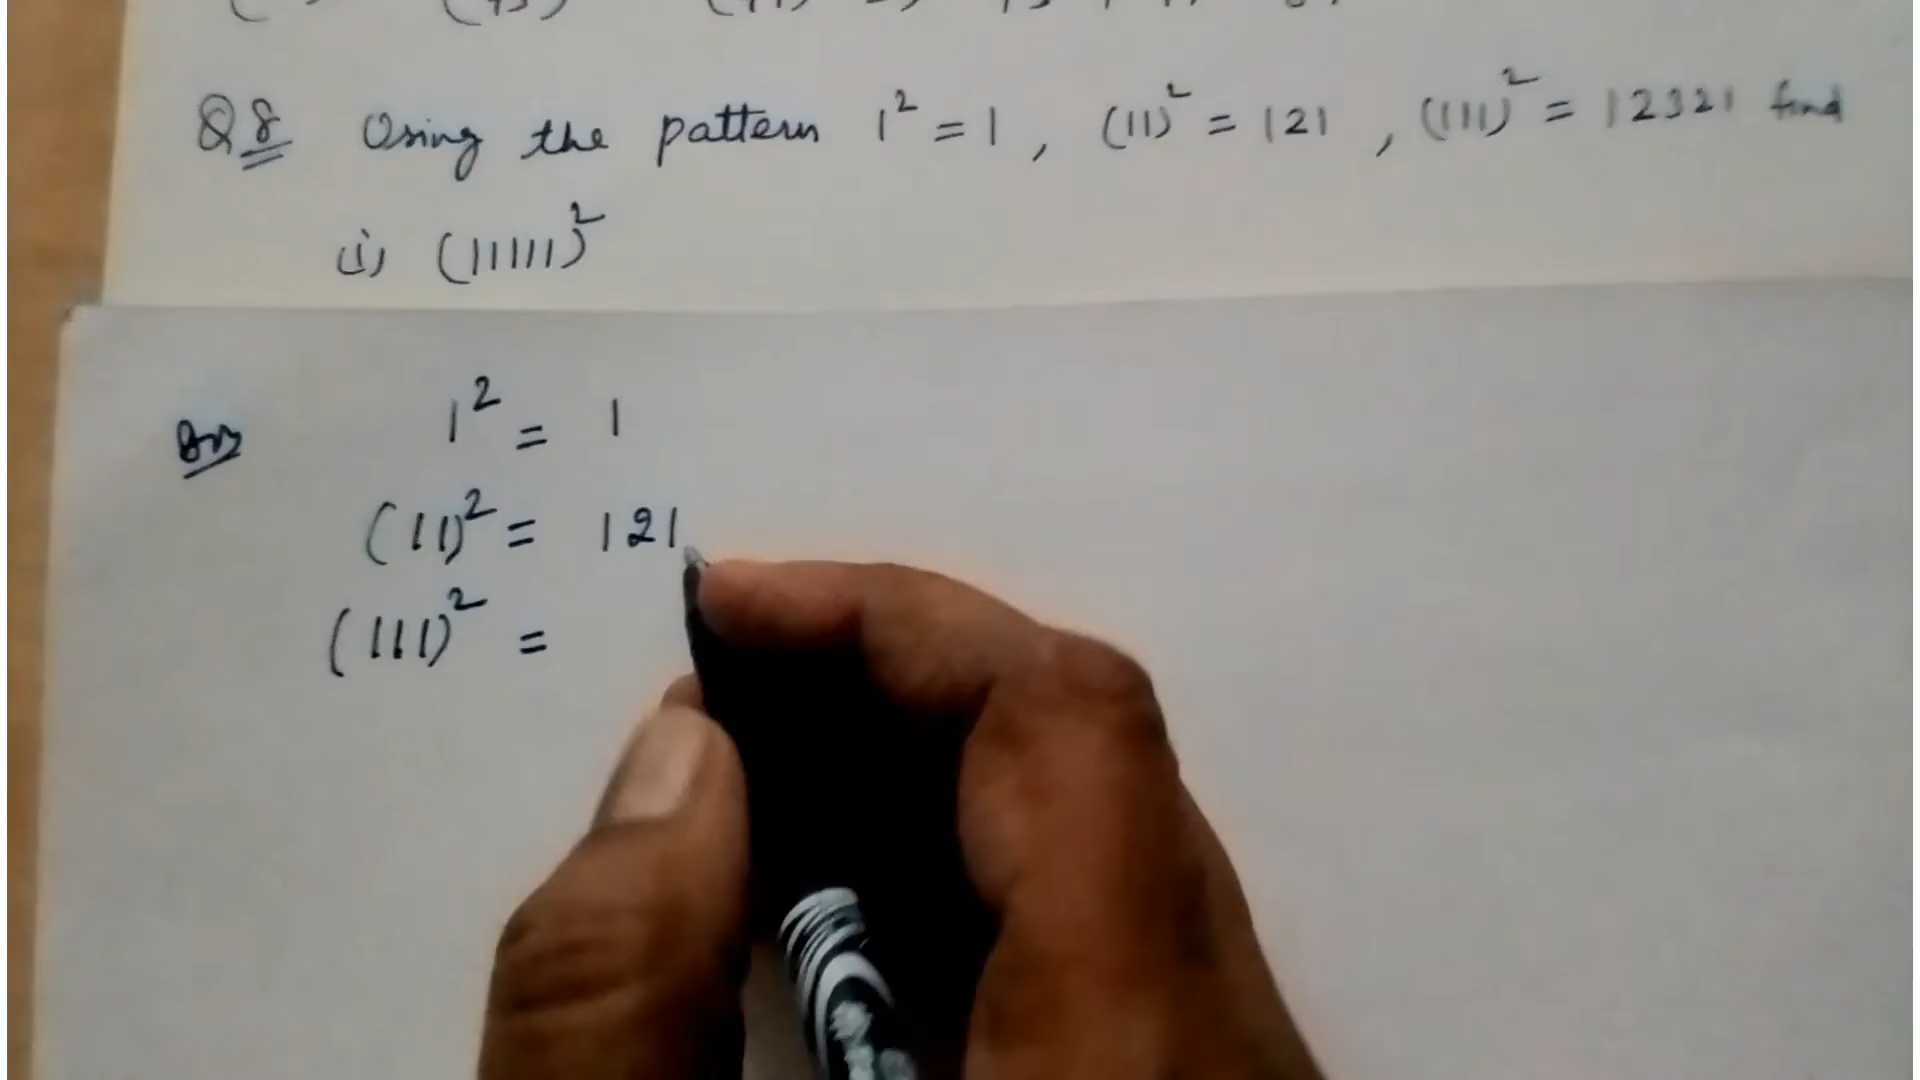 Q8 Using the pattern 1² = 1, (11)² = 121, (111)² = 12321 find
(i) (11111)²
Ans 1² = 1
(11)² = 121
(111)² =